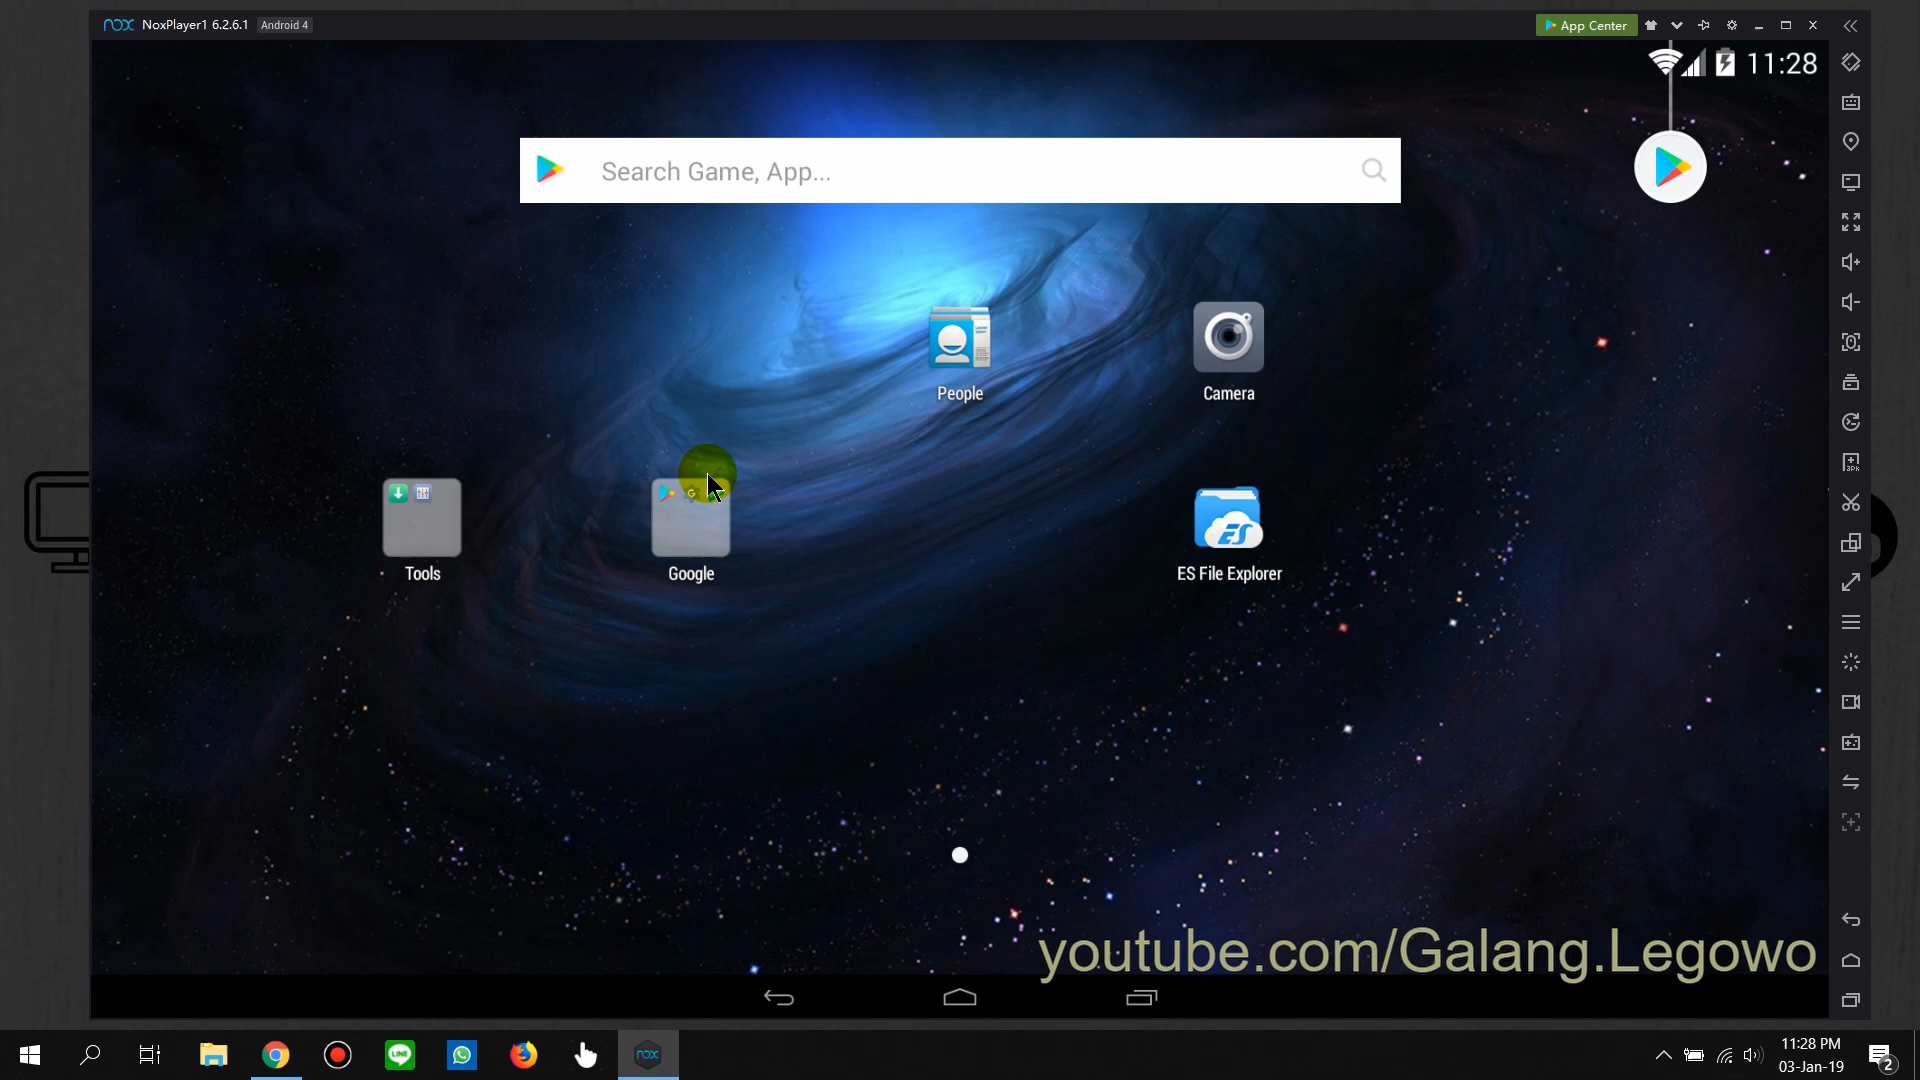 nox NoxPlayer1 6.2.6.1 Android 4
App Center
11:28
Search Game, App...
People
Camera
Tools
Google
ES File Explorer
youtube.com/Galang.Legowo
11:28 PM
03-Jan-19
2